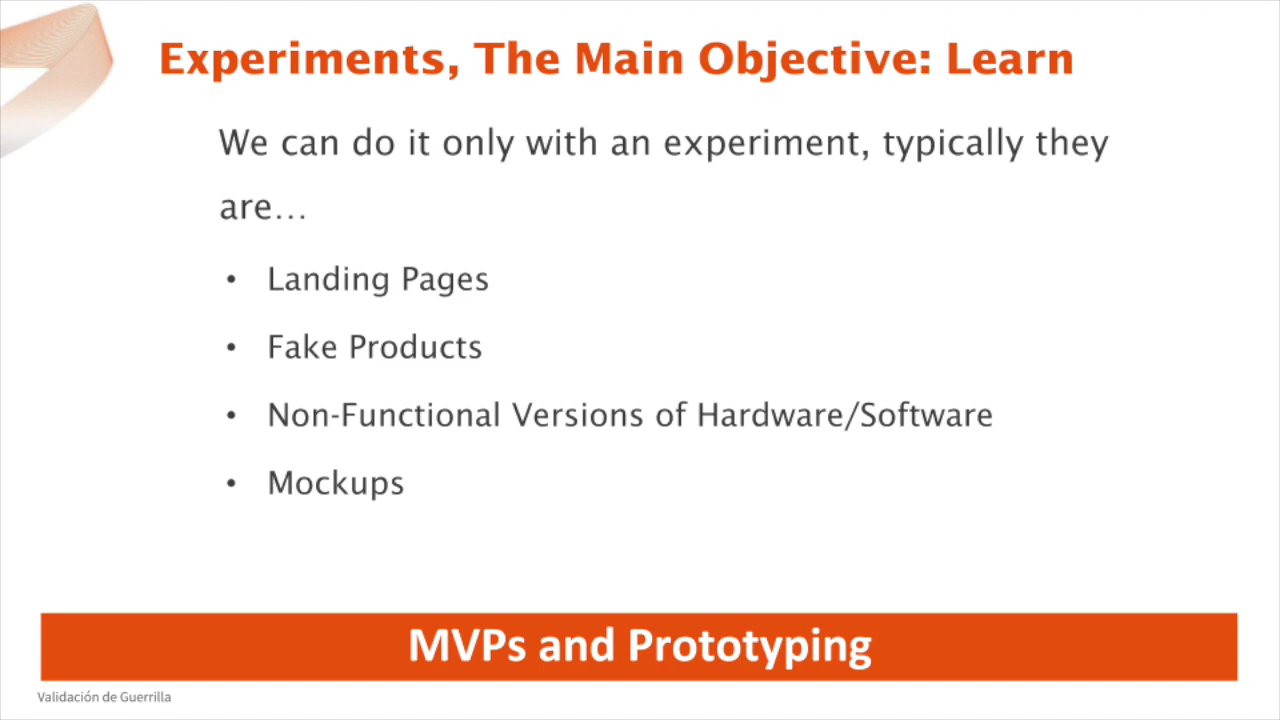 Experiments, The Main Objective: Learn
We can do it only with an experiment, typically they
are…
• Landing Pages
• Fake Products
• Non-Functional Versions of Hardware/Software
• Mockups
MVPs and Prototyping
Validación de Guerrilla